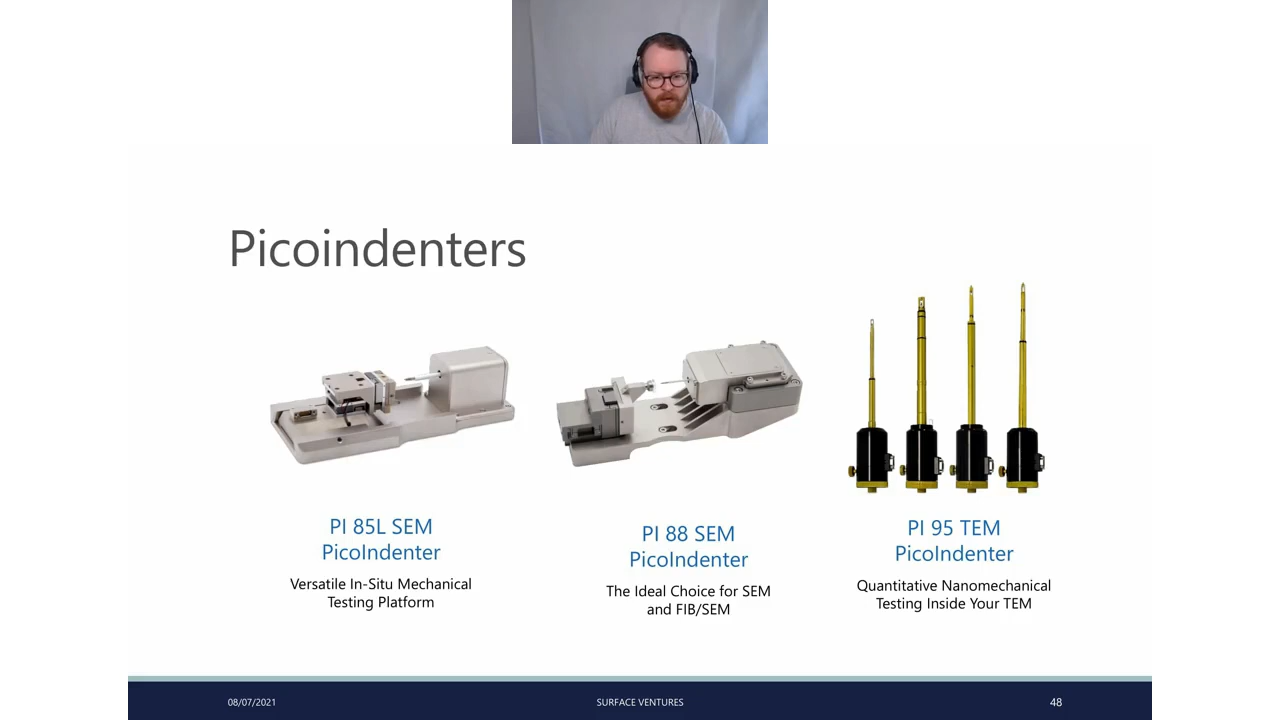 Picoindenters
PI 85L SEM
PicoIndenter
Versatile In-Situ Mechanical
Testing Platform
PI 88 SEM
PicoIndenter
The Ideal Choice for SEM
and FIB/SEM
PI 95 TEM
PicoIndenter
Quantitative Nanomechanical
Testing Inside Your TEM
08/07/2021
SURFACE VENTURES
48